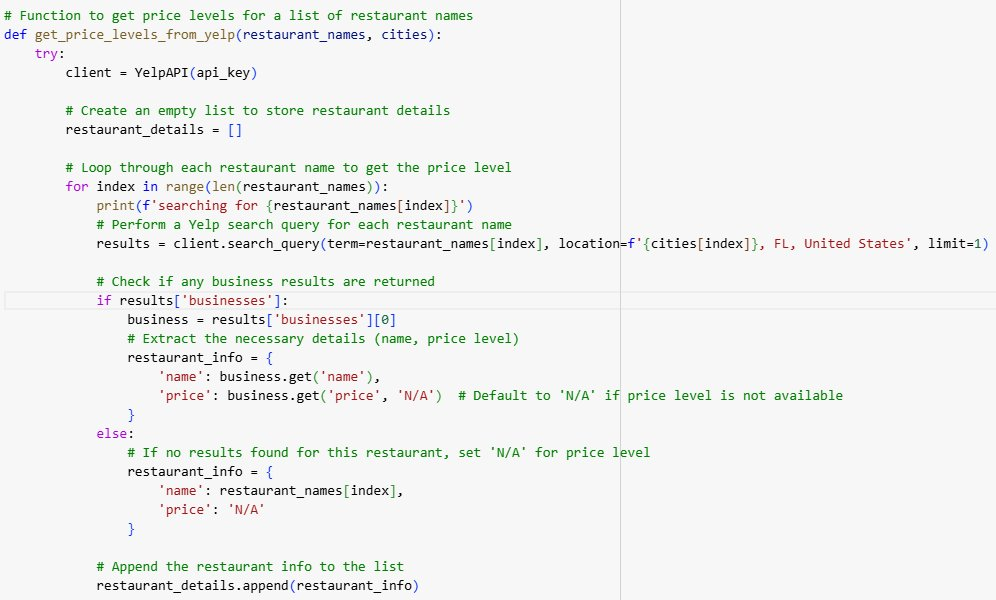 # Function to get price levels for a list of restaurant names
def get_price_levels_from_yelp(restaurant_names, cities):
    try:
        client = YelpAPI(api_key)

        # Create an empty list to store restaurant details
        restaurant_details = []

        # Loop through each restaurant name to get the price level
        for index in range(len(restaurant_names)):
            print(f'searching for {restaurant_names[index]}')
            # Perform a Yelp search query for each restaurant name
            results = client.search_query(term=restaurant_names[index], location=f'{cities[index]}, FL, United States', limit=1)

            # Check if any business results are returned
            if results['businesses']:
                business = results['businesses'][0]
                # Extract the necessary details (name, price level)
                restaurant_info = {
                    'name': business.get('name'),
                    'price': business.get('price', 'N/A')  # Default to 'N/A' if price level is not available
                }
            else:
                # If no results found for this restaurant, set 'N/A' for price level
                restaurant_info = {
                    'name': restaurant_names[index],
                    'price': 'N/A'
                }

            # Append the restaurant info to the list
            restaurant_details.append(restaurant_info)